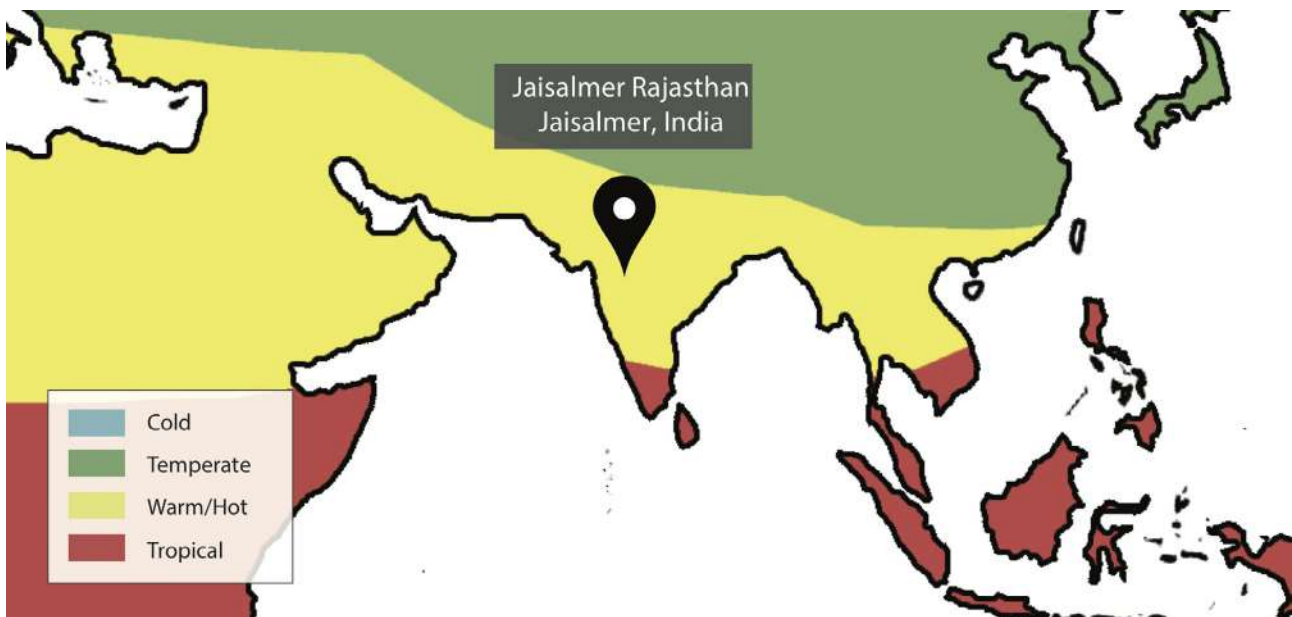 Jaisalmer Rajasthan
Jaisalmer, India
Cold
Temperate
Warm/Hot
Tropical